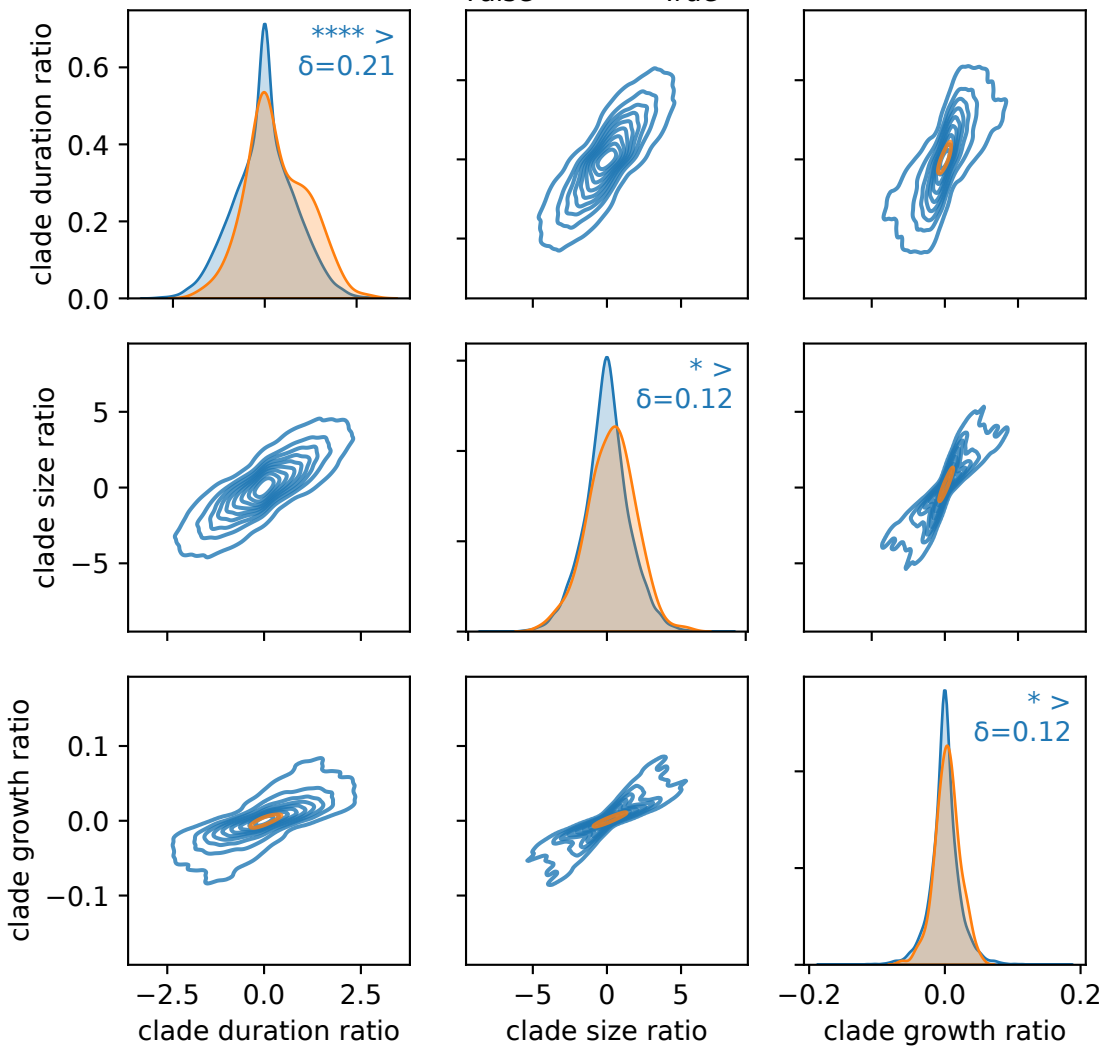 clade duration ratio
0.6
0.4
0.2
0.0
**** >
δ=0.21
clade size ratio
5
0
−5
* >
δ=0.12
clade growth ratio
0.1
0.0
−0.1
* >
δ=0.12
−2.5 0.0 2.5
−5 0 5
−0.2 0.0 0.2
clade duration ratio
clade size ratio
clade growth ratio